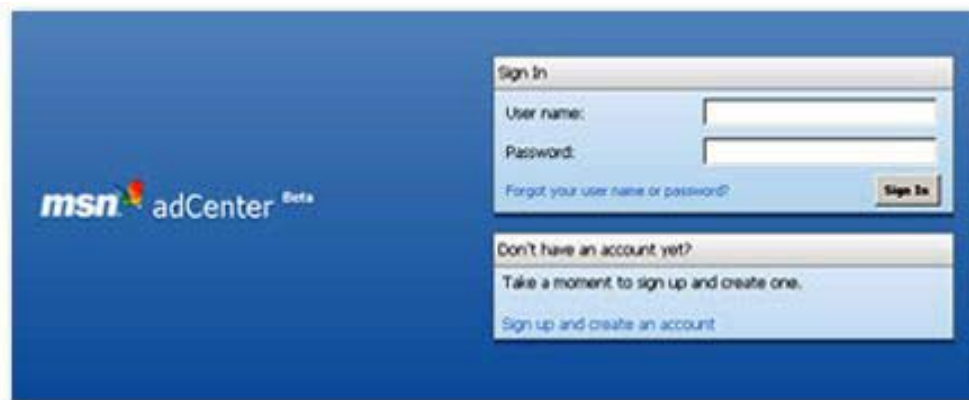 msn adCenter Beta
Sign In
User name:
Password:
Forgot your user name or password?
Sign In
Don't have an account yet?
Take a moment to sign up and create one.
Sign up and create an account